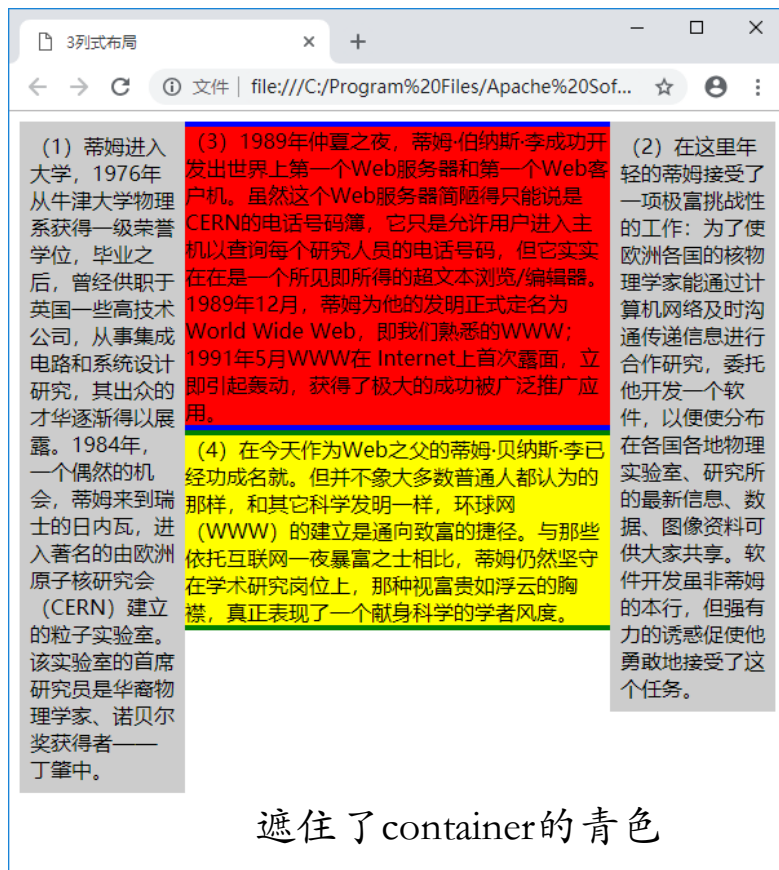 3列式布局
文件 | file:///C:/Program%20Files/Apache%20Sof...
（1）蒂姆进入
大学，1976年
从牛津大学物理
系获得一级荣誉
学位，毕业之
后，曾经供职于
英国一些高技术
公司，从事集成
电路和系统设计
研究，其出众的
才华逐渐得以展
露。1984年，
一个偶然的机
会，蒂姆来到瑞
士的日内瓦，进
入著名的由欧洲
原子核研究会
（CERN）建立
的粒子实验室。
该实验室的首席
研究员是华裔物
理学家、诺贝尔
奖获得者——
丁肇中。
（3）1989年仲夏之夜，蒂姆·伯纳斯·李成功开
发出世界上第一个Web服务器和第一个Web客
户机。虽然这个Web服务器简陋得只能说是
CERN的电话号码簿，它只是允许用户进入主
机以查询每个研究人员的电话号码，但它实实
在在是一个所见即所得的超文本浏览/编辑器。
1989年12月，蒂姆为他的发明正式定名为
World Wide Web，即我们熟悉的WWW；
1991年5月WWW在 Internet上首次露面，立
即引起轰动，获得了极大的成功被广泛推广应
用。
（4）在今天作为Web之父的蒂姆·贝纳斯·李已
经功成名就。但并不象大多数普通人都认为的
那样，和其它科学发明一样，环球网
（WWW）的建立是通向致富的捷径。与那些
依托互联网一夜暴富之士相比，蒂姆仍然坚守
在学术研究岗位上，那种视富贵如浮云的胸
襟，真正表现了一个献身科学的学者风度。
（2）在这里年
轻的蒂姆接受了
一项极富挑战性
的工作：为了使
欧洲各国的核物
理学家能通过计
算机网络及时沟
通传递信息进行
合作研究，委托
他开发一个软
件，以便使分布
在各国各地物理
实验室、研究所
的最新信息、数
据、图像资料可
供大家共享。软
件开发虽非蒂姆
的本行，但强有
力的诱惑促使他
勇敢地接受了这
个任务。
遮住了container的青色